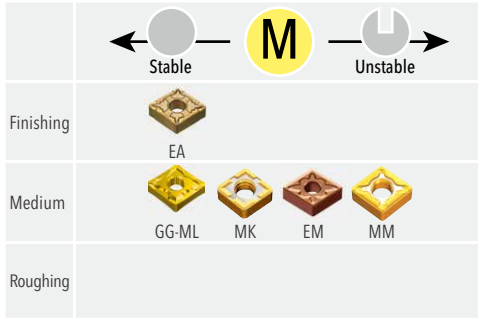 M
Stable
Unstable
Finishing
EA
Medium
GG-ML MK EM MM
Roughing